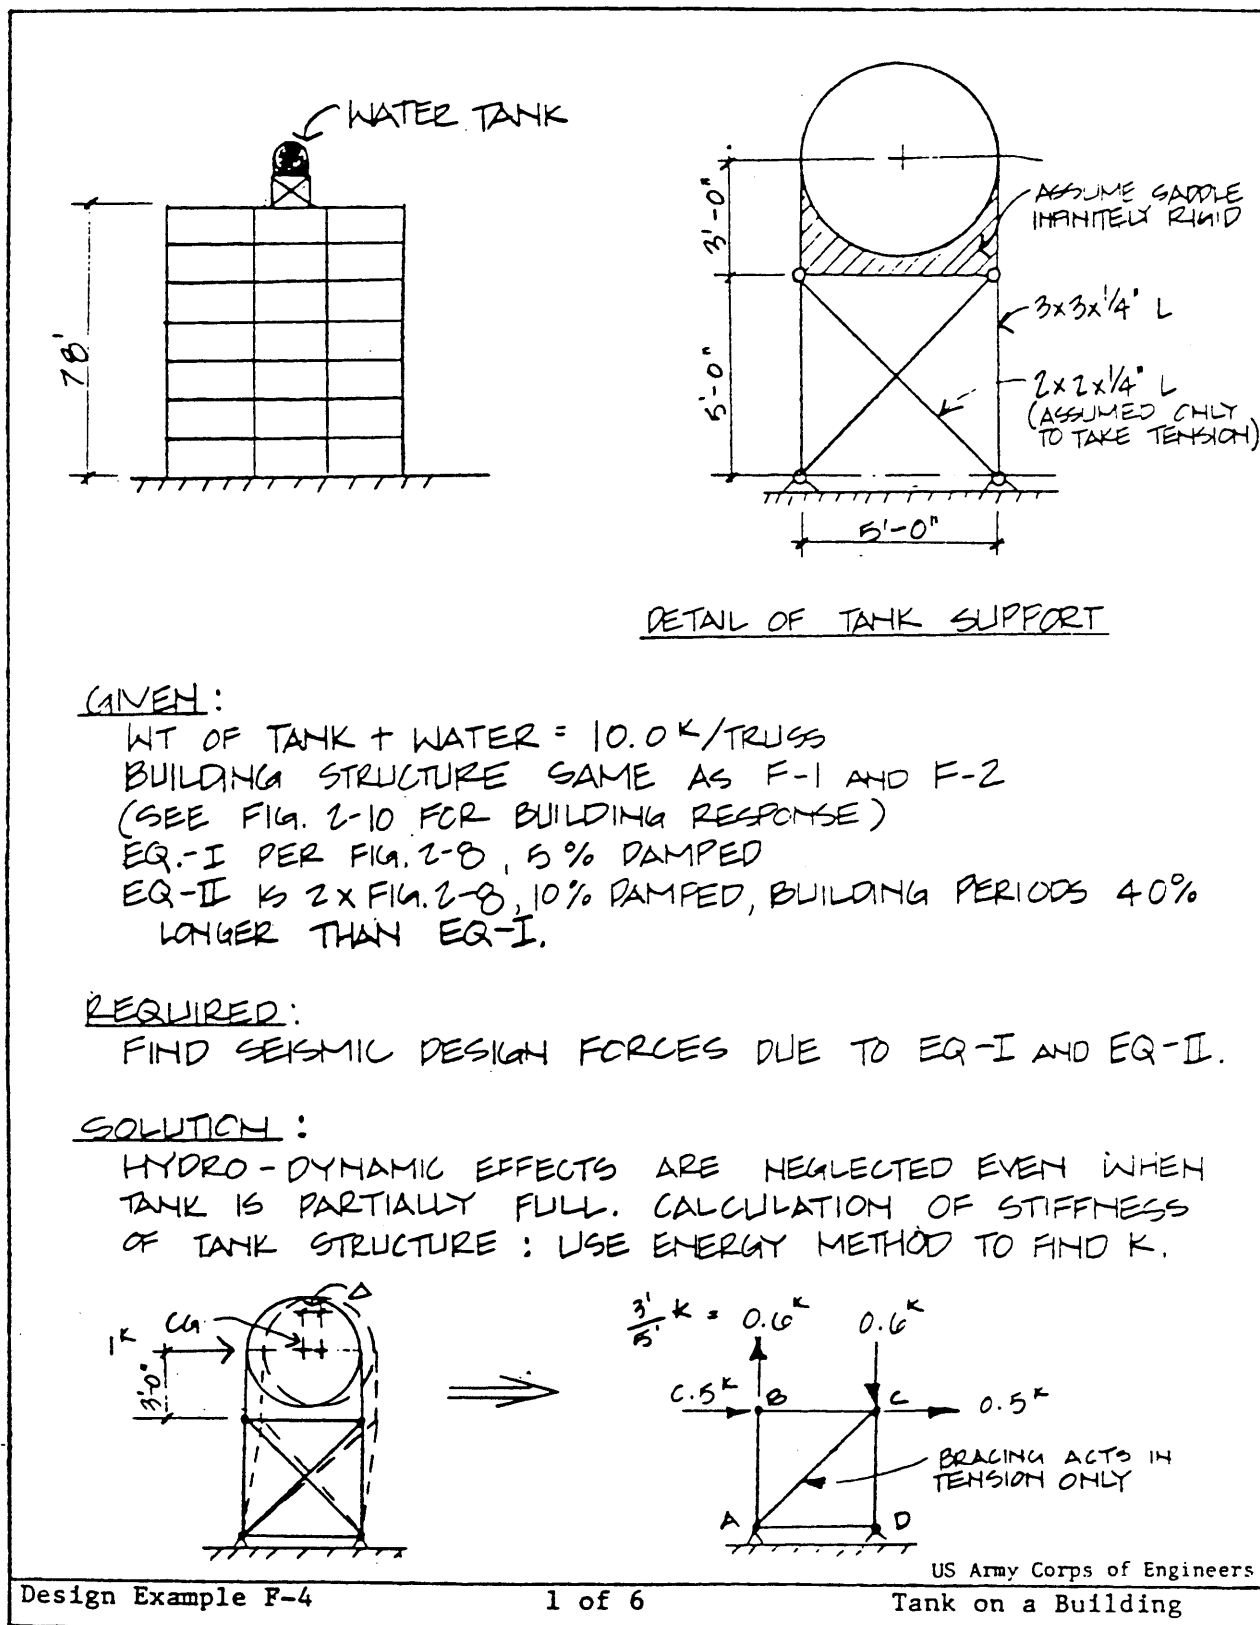 WATER TANK
78'
3'-0"
5'-0"
5'-0"
ASSUME SADDLE
INFINITELY RIGID
3x3x1/4" L
2x2x1/4" L
(ASSUMED ONLY
TO TAKE TENSION)
DETAIL OF TANK SUPPORT
GIVEN:
WT OF TANK + WATER = 10.0 K/TRUSS
BUILDING STRUCTURE SAME AS F-1 AND F-2
(SEE FIG. 2-10 FOR BUILDING RESPONSE)
EQ.-I PER FIG. 2-8, 5% DAMPED
EQ-II IS 2x FIG. 2-8, 10% DAMPED, BUILDING PERIODS 40%
LONGER THAN EQ-I.
REQUIRED:
FIND SEISMIC DESIGN FORCES DUE TO EQ-I AND EQ-II.
SOLUTION:
HYDRO-DYNAMIC EFFECTS ARE NEGLECTED EVEN WHEN
TANK IS PARTIALLY FULL. CALCULATION OF STIFFNESS
OF TANK STRUCTURE: USE ENERGY METHOD TO FIND K.
Δ
CG
1K
3'-0"
3'/5' K = 0.6K
0.6K
0.5K
B
C
0.5K
BRACING ACTS IN
TENSION ONLY
A
D
US Army Corps of Engineers
Design Example F-4
1 of 6
Tank on a Building